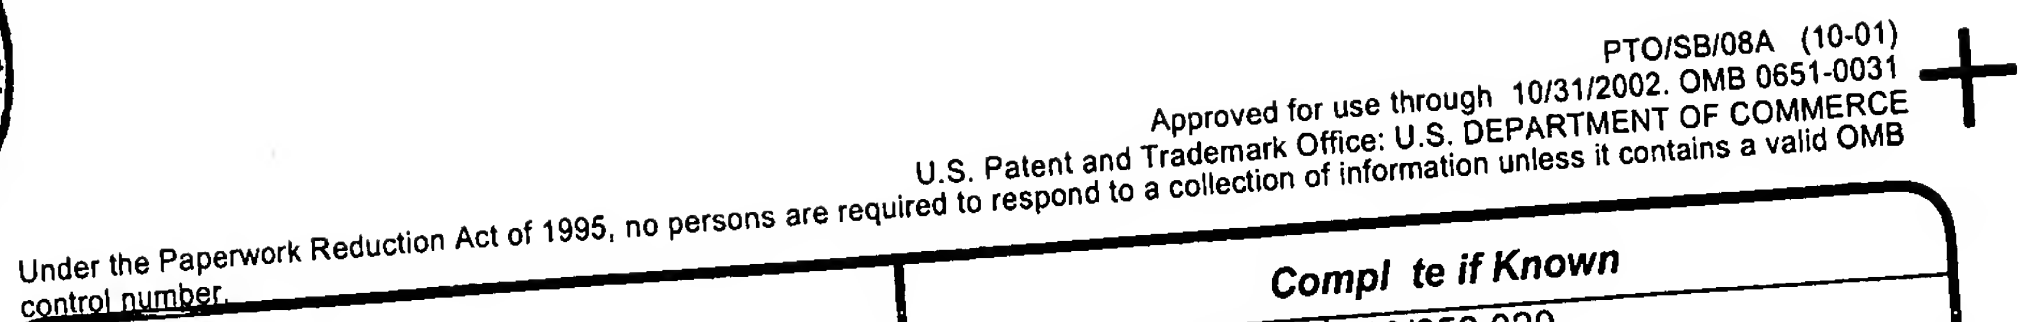 PTO/SB/08A (10-01)
Approved for use through 10/31/2002. OMB 0651-0031
U.S. Patent and Trademark Office: U.S. DEPARTMENT OF COMMERCE
Under the Paperwork Reduction Act of 1995, no persons are required to respond to a collection of information unless it contains a valid OMB
control number.
Compl te if Known